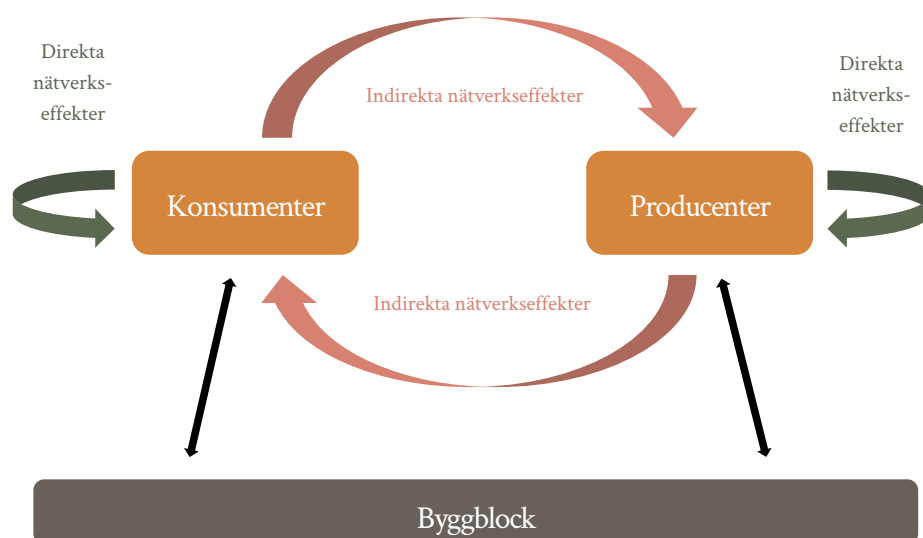 Direkta
nätverks-
effekter
Indirekta nätverkseffekter
Direkta
nätverks-
effekter
Konsumenter
Producenter
Indirekta nätverkseffekter
Byggblock